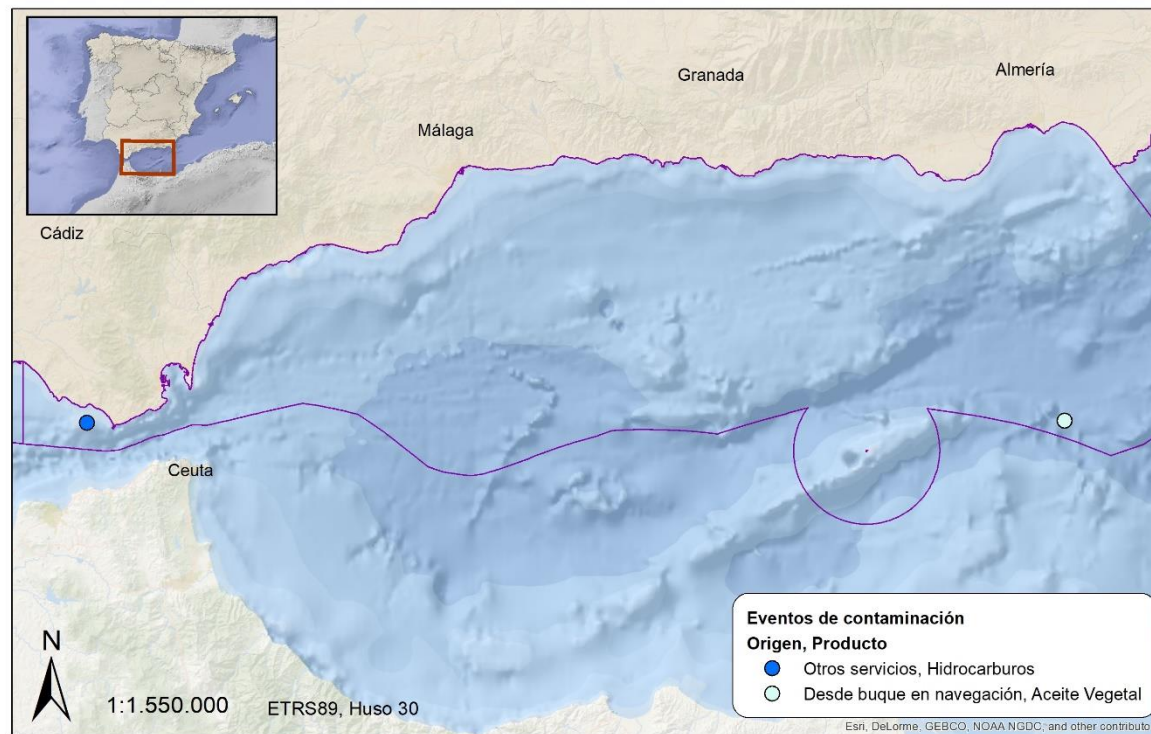 Granada
Almería
Málaga
Cádiz
Ceuta
N
1:1.550.000
ETRS89, Huso 30
Eventos de contaminación
Origen, Producto
Otros servicios, Hidrocarburos
Desde buque en navegación, Aceite Vegetal
Esri, DeLorme, GEBCO, NOAA NGDC, and other contributo